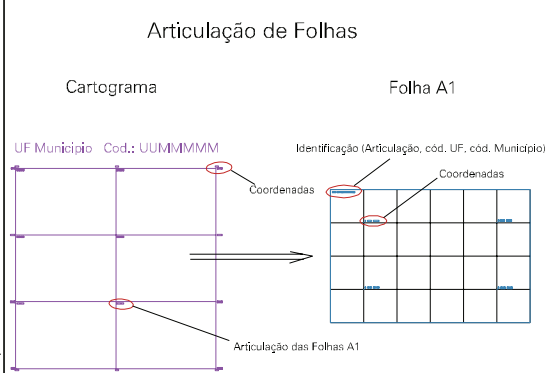 Articulação de Folhas
Cartograma
Folha A1
UF Municipio Cod.: UUMMMMM
Identificação (Articulação, cód. UF, cód. Município)
Coordenadas
Coordenadas
Articulação das Folhas A1